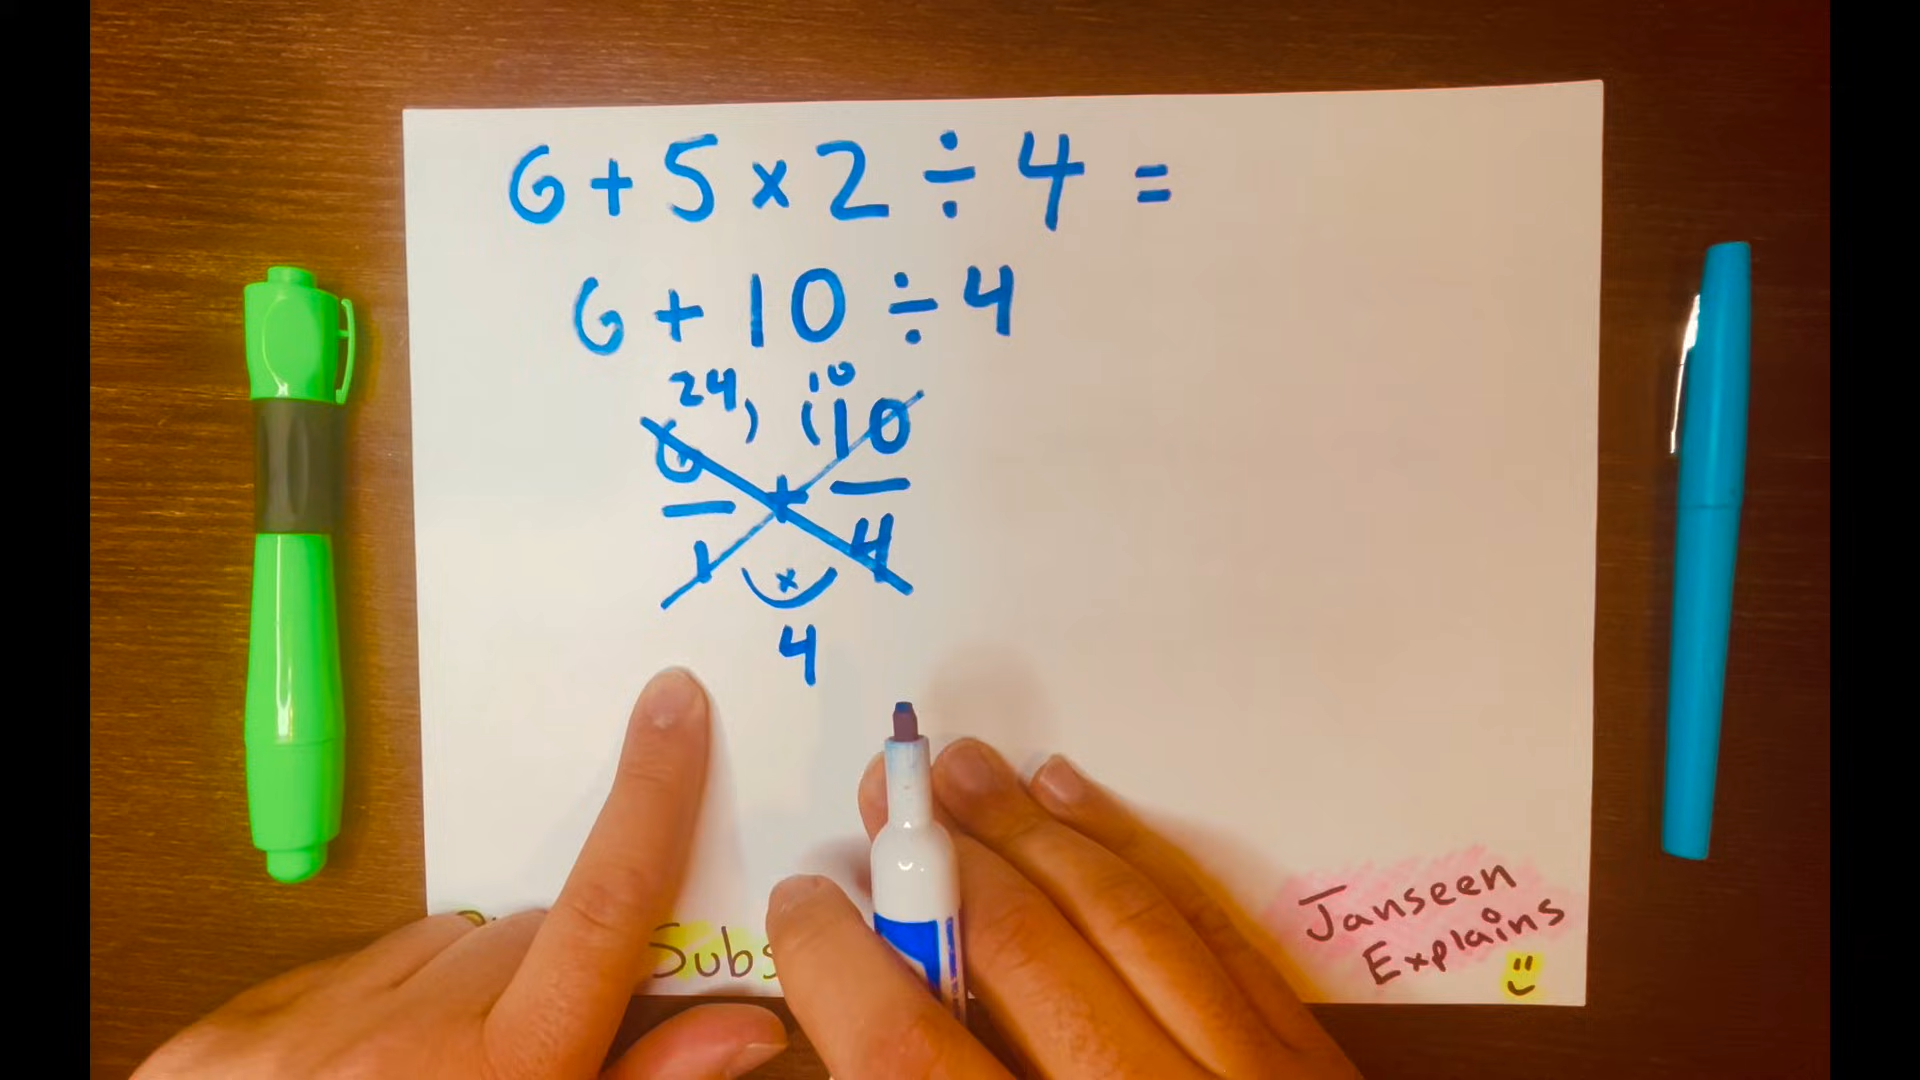 6 + 5 × 2 ÷ 4 =
6 + 10 ÷ 4
24) (10
6 + 10
1 × 4
4
Subs
Janseen
Explains